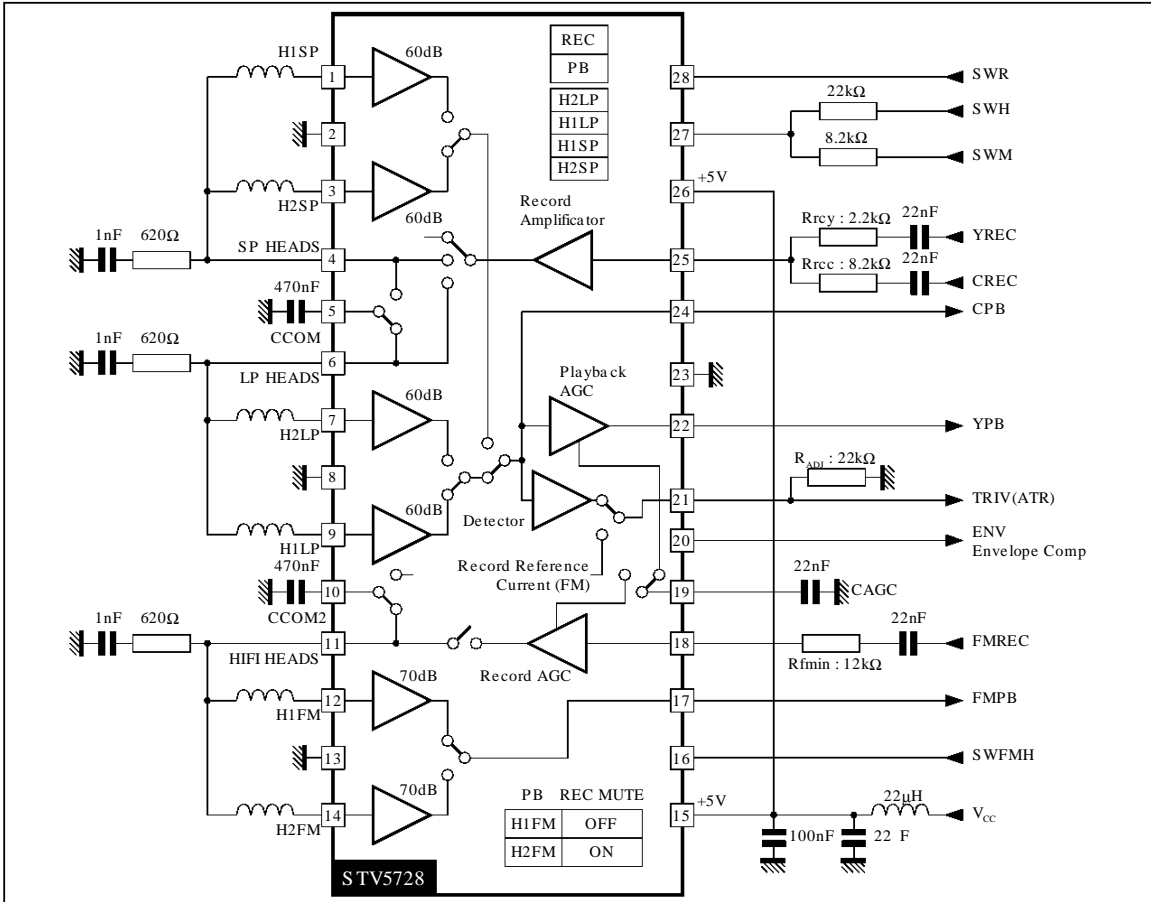 H1SP
60dB
1
2
3
H2SP
60dB
1nF
620Ω
SP HEADS
4
470nF
5
CCOM
1nF
620Ω
6
LP HEADS
60dB
7
H2LP
8
60dB
9
H1LP
470nF
10
CCOM2
1nF
620Ω
11
HIFI HEADS
70dB
12
H1FM
13
70dB
14
H2FM
STV5728
REC
PB
H2LP
H1LP
H1SP
H2SP
Record
Amplificator
Playback
AGC
Detector
Record Reference
Current (FM)
Record AGC
PB REC MUTE
H1FM OFF
H2FM ON
28
SWR
22kΩ
SWH
27
8.2kΩ
SWM
26
+5V
Rrcy : 2.2kΩ
22nF
YREC
25
Rrcc : 8.2kΩ
22nF
CREC
24
CPB
23
22
YPB
RADJ : 22kΩ
21
TRIV(ATR)
20
ENV
Envelope Comp
19
22nF
CAGC
18
22nF
FMREC
Rfmin : 12kΩ
17
FMPB
16
SWFMH
15
+5V
22µH
VCC
100nF
22 F